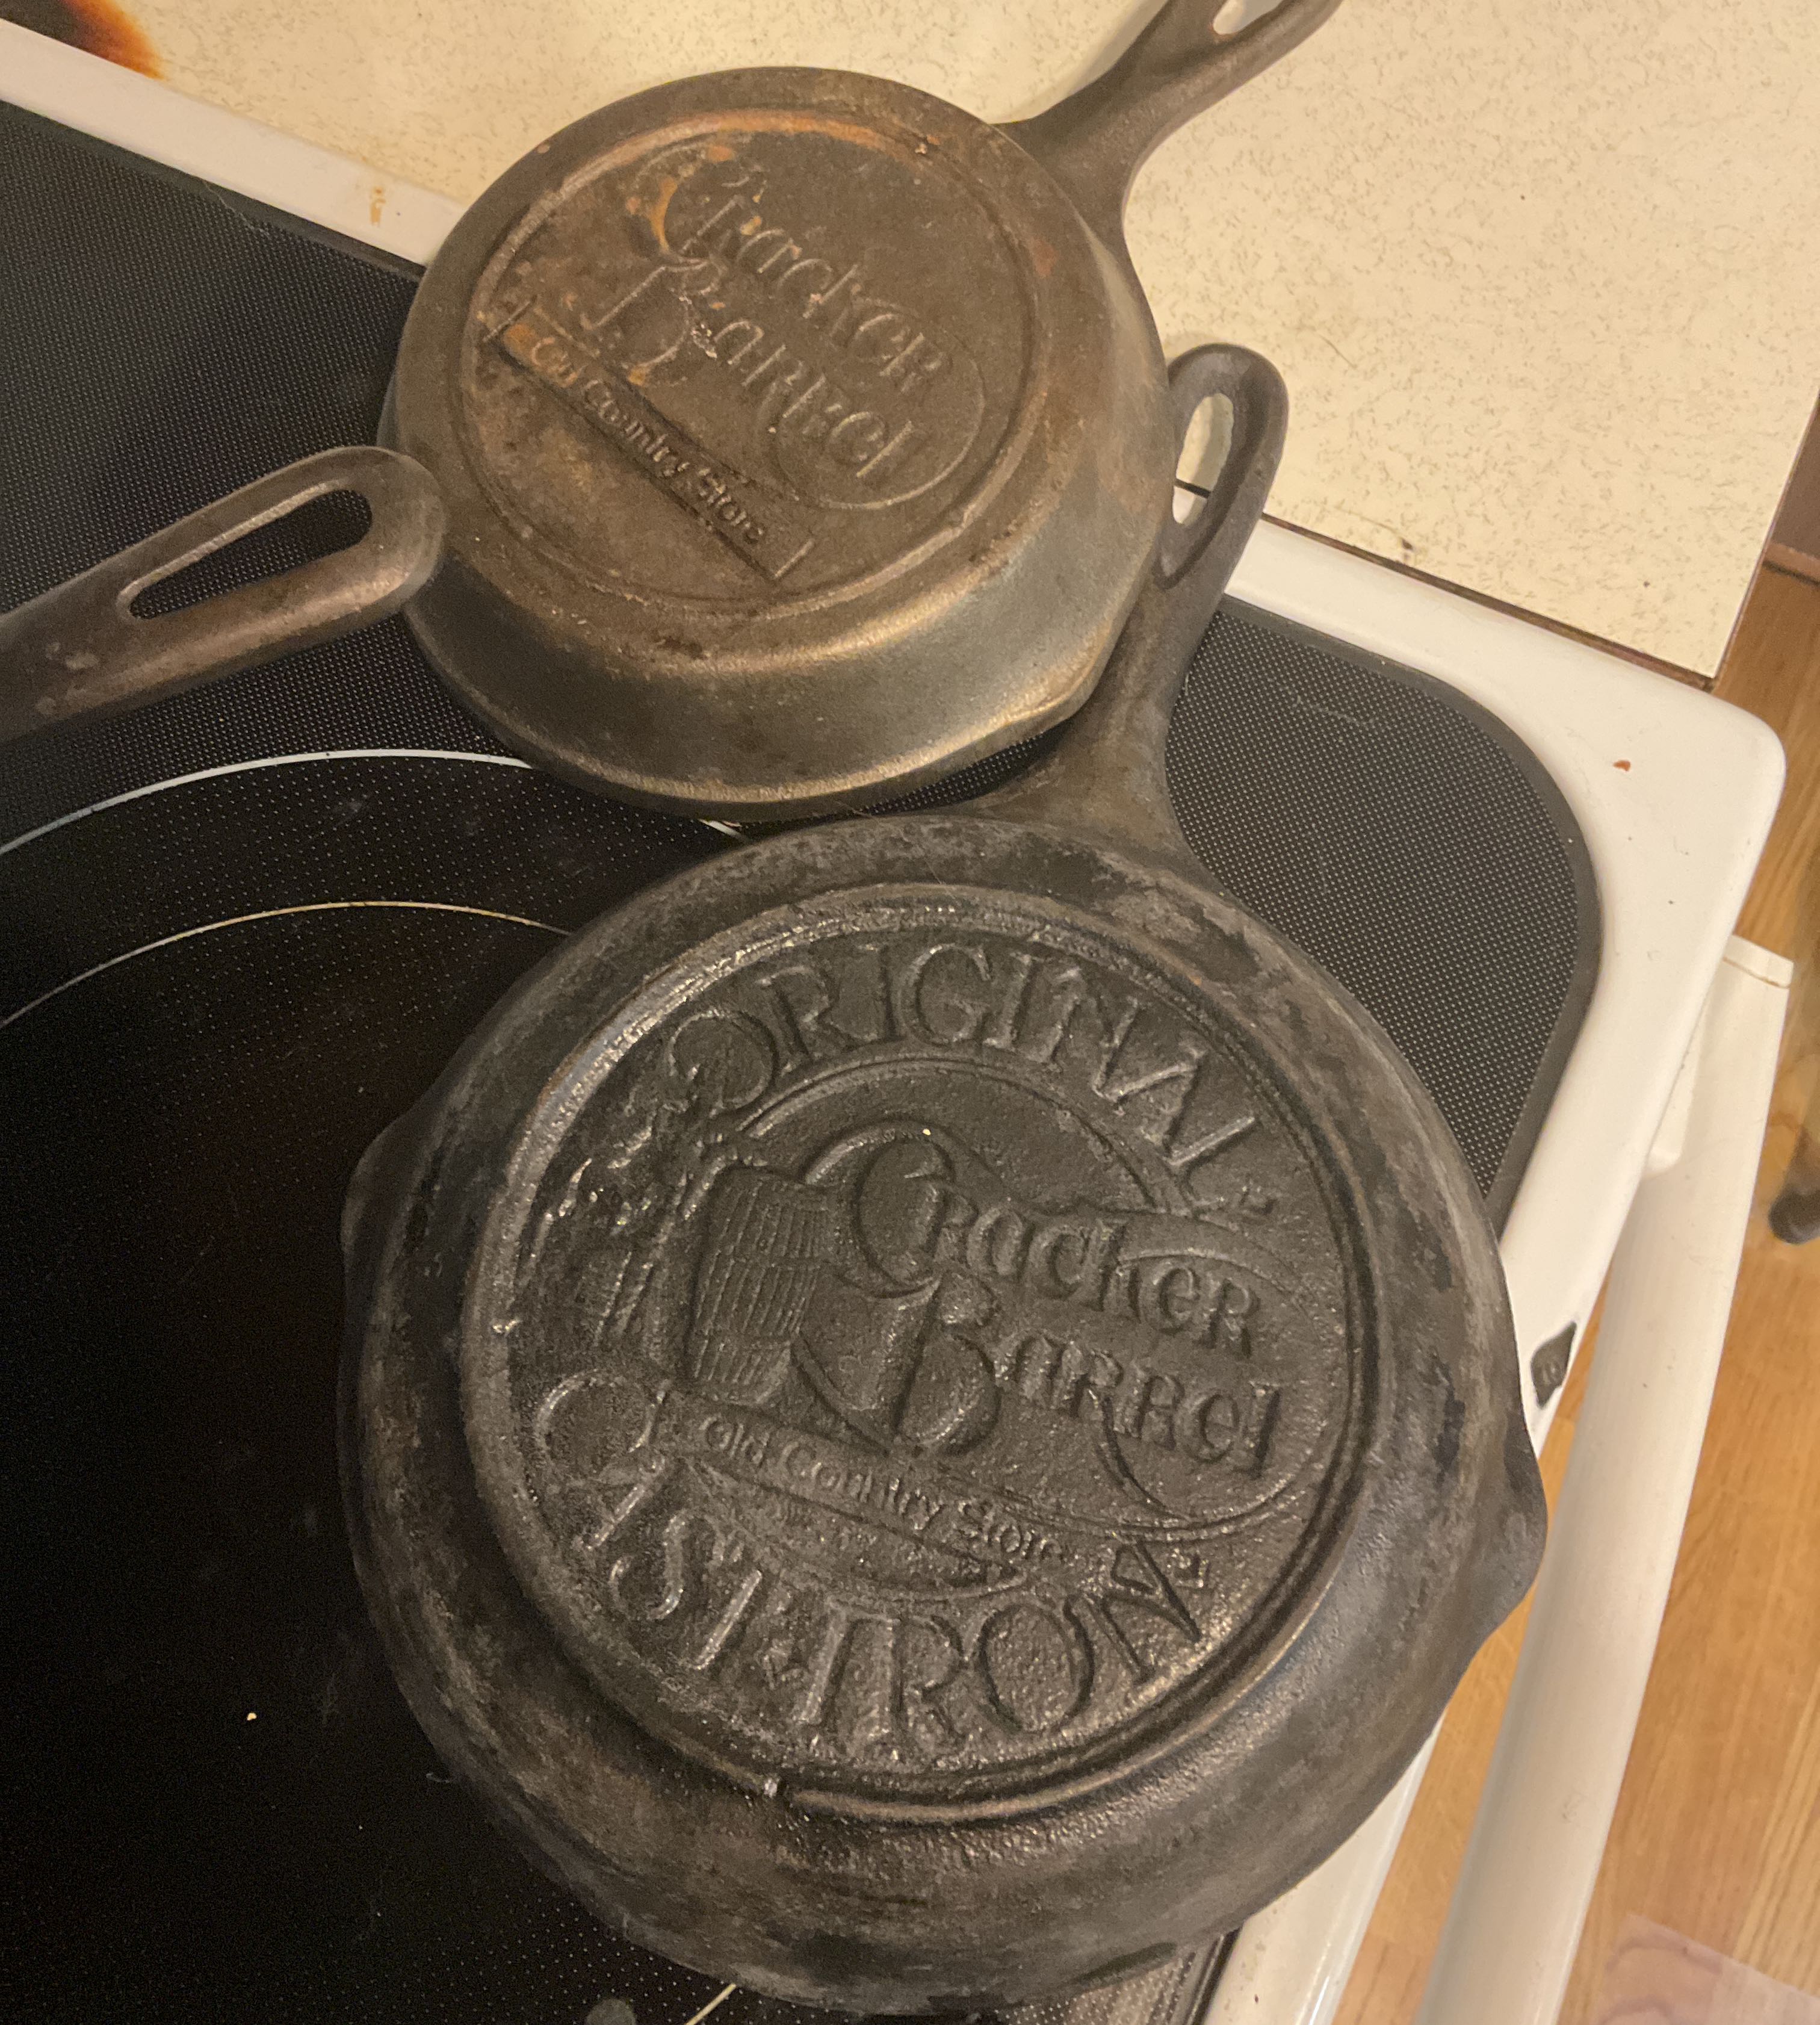 Cracker
Barrel
Old Country Store
ORIGINAL
Cracker
Barrel
Old Country Store
CAST IRON